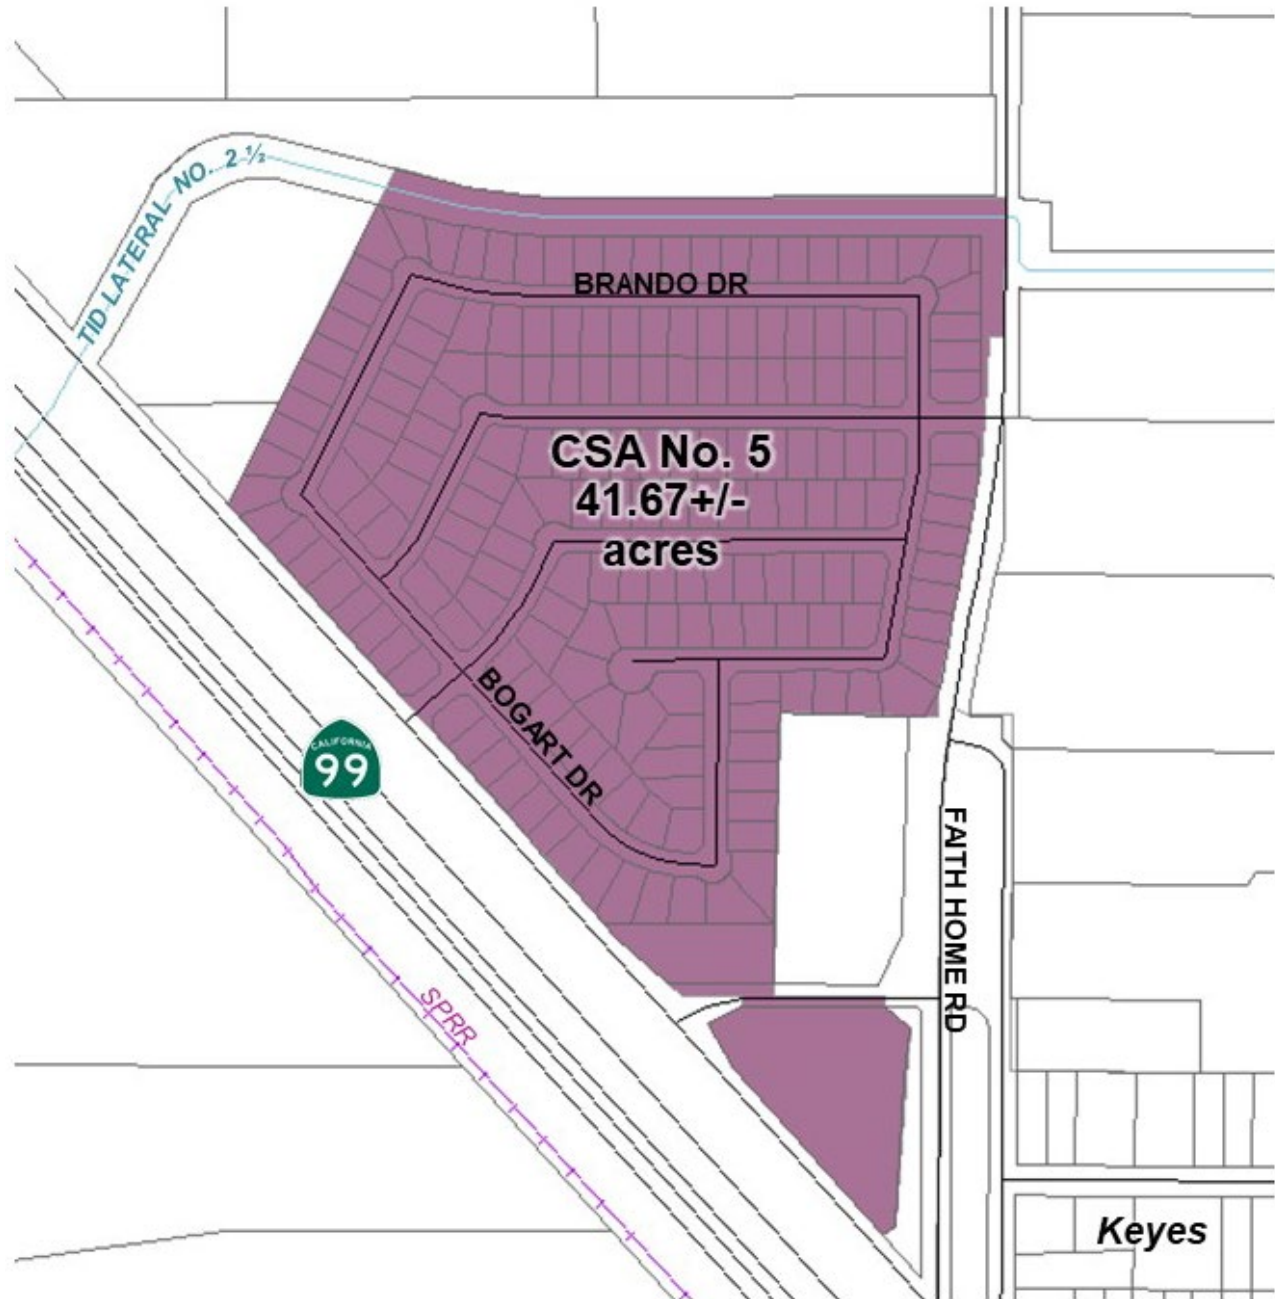 TID LATERAL NO. 2 ½
BRANDO DR
CSA No. 5
41.67+/-
acres
BOGART DR
CALIFORNIA
99
FAITH HOME RD
SPRR
Keyes